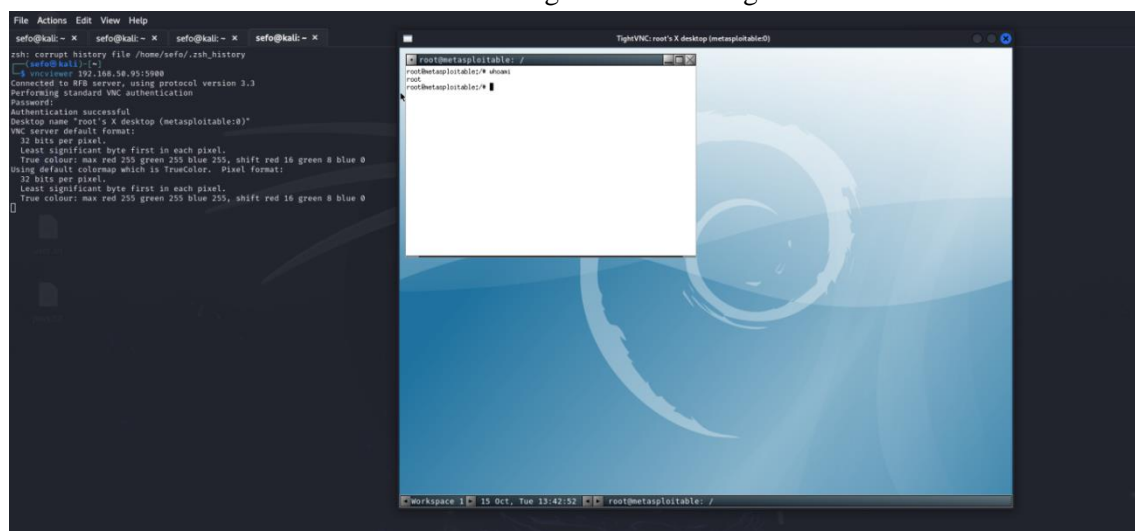 File Actions Edit View Help
sefo@kali: ~ × sefo@kali: ~ × sefo@kali: ~ × sefo@kali: ~ ×
zsh: corrupt history file /home/sefo/.zsh_history
(sefo㉿kali)-[~]
$ vncviewer 192.168.50.95:5900
Connected to RFB server, using protocol version 3.3
Performing standard VNC authentication
Password:
Authentication successful
Desktop name "root's X desktop (metasploitable:0)"
VNC server default format:
32 bits per pixel.
Least significant byte first in each pixel.
True colour: max red 255 green 255 blue 255, shift red 16 green 8 blue 0
Using default colormap which is TrueColor. Pixel format:
32 bits per pixel.
Least significant byte first in each pixel.
True colour: max red 255 green 255 blue 255, shift red 16 green 8 blue 0
TightVNC: root's X desktop (metasploitable:0)
root@metasploitable: /
root@metasploitable:/# whoami
root
root@metasploitable:/#
Workspace 1 15 Oct, Tue 13:42:52 root@metasploitable: /